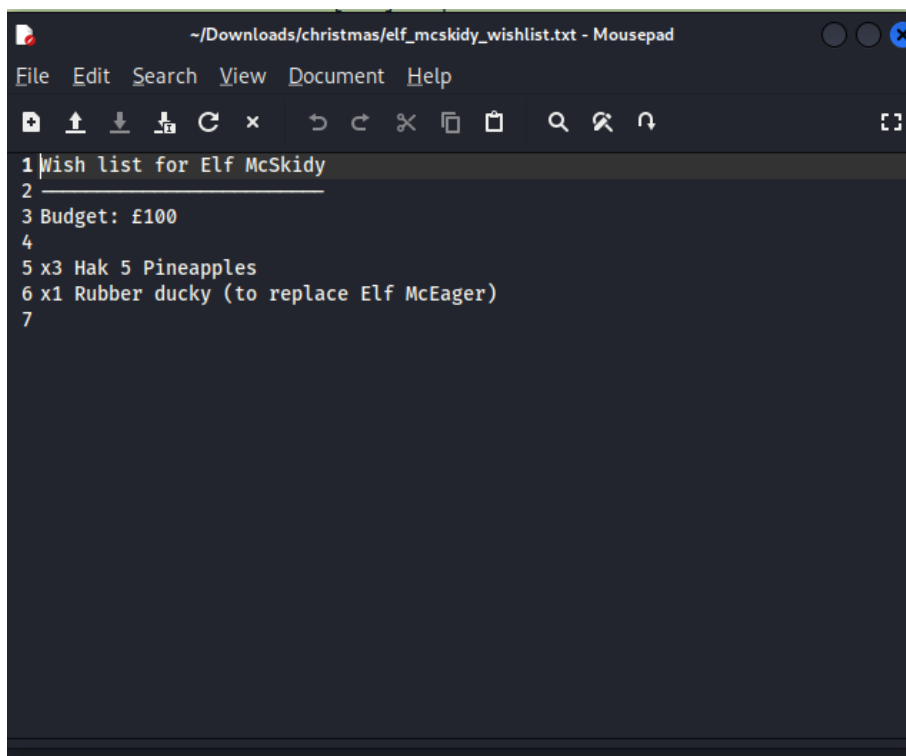 ~/Downloads/christmas/elf_mcskidy_wishlist.txt - Mousepad
File Edit Search View Document Help
1 Wish list for Elf McSkidy
2 ————————————————————————
3 Budget: £100
4
5 x3 Hak 5 Pineapples
6 x1 Rubber ducky (to replace Elf McEager)
7